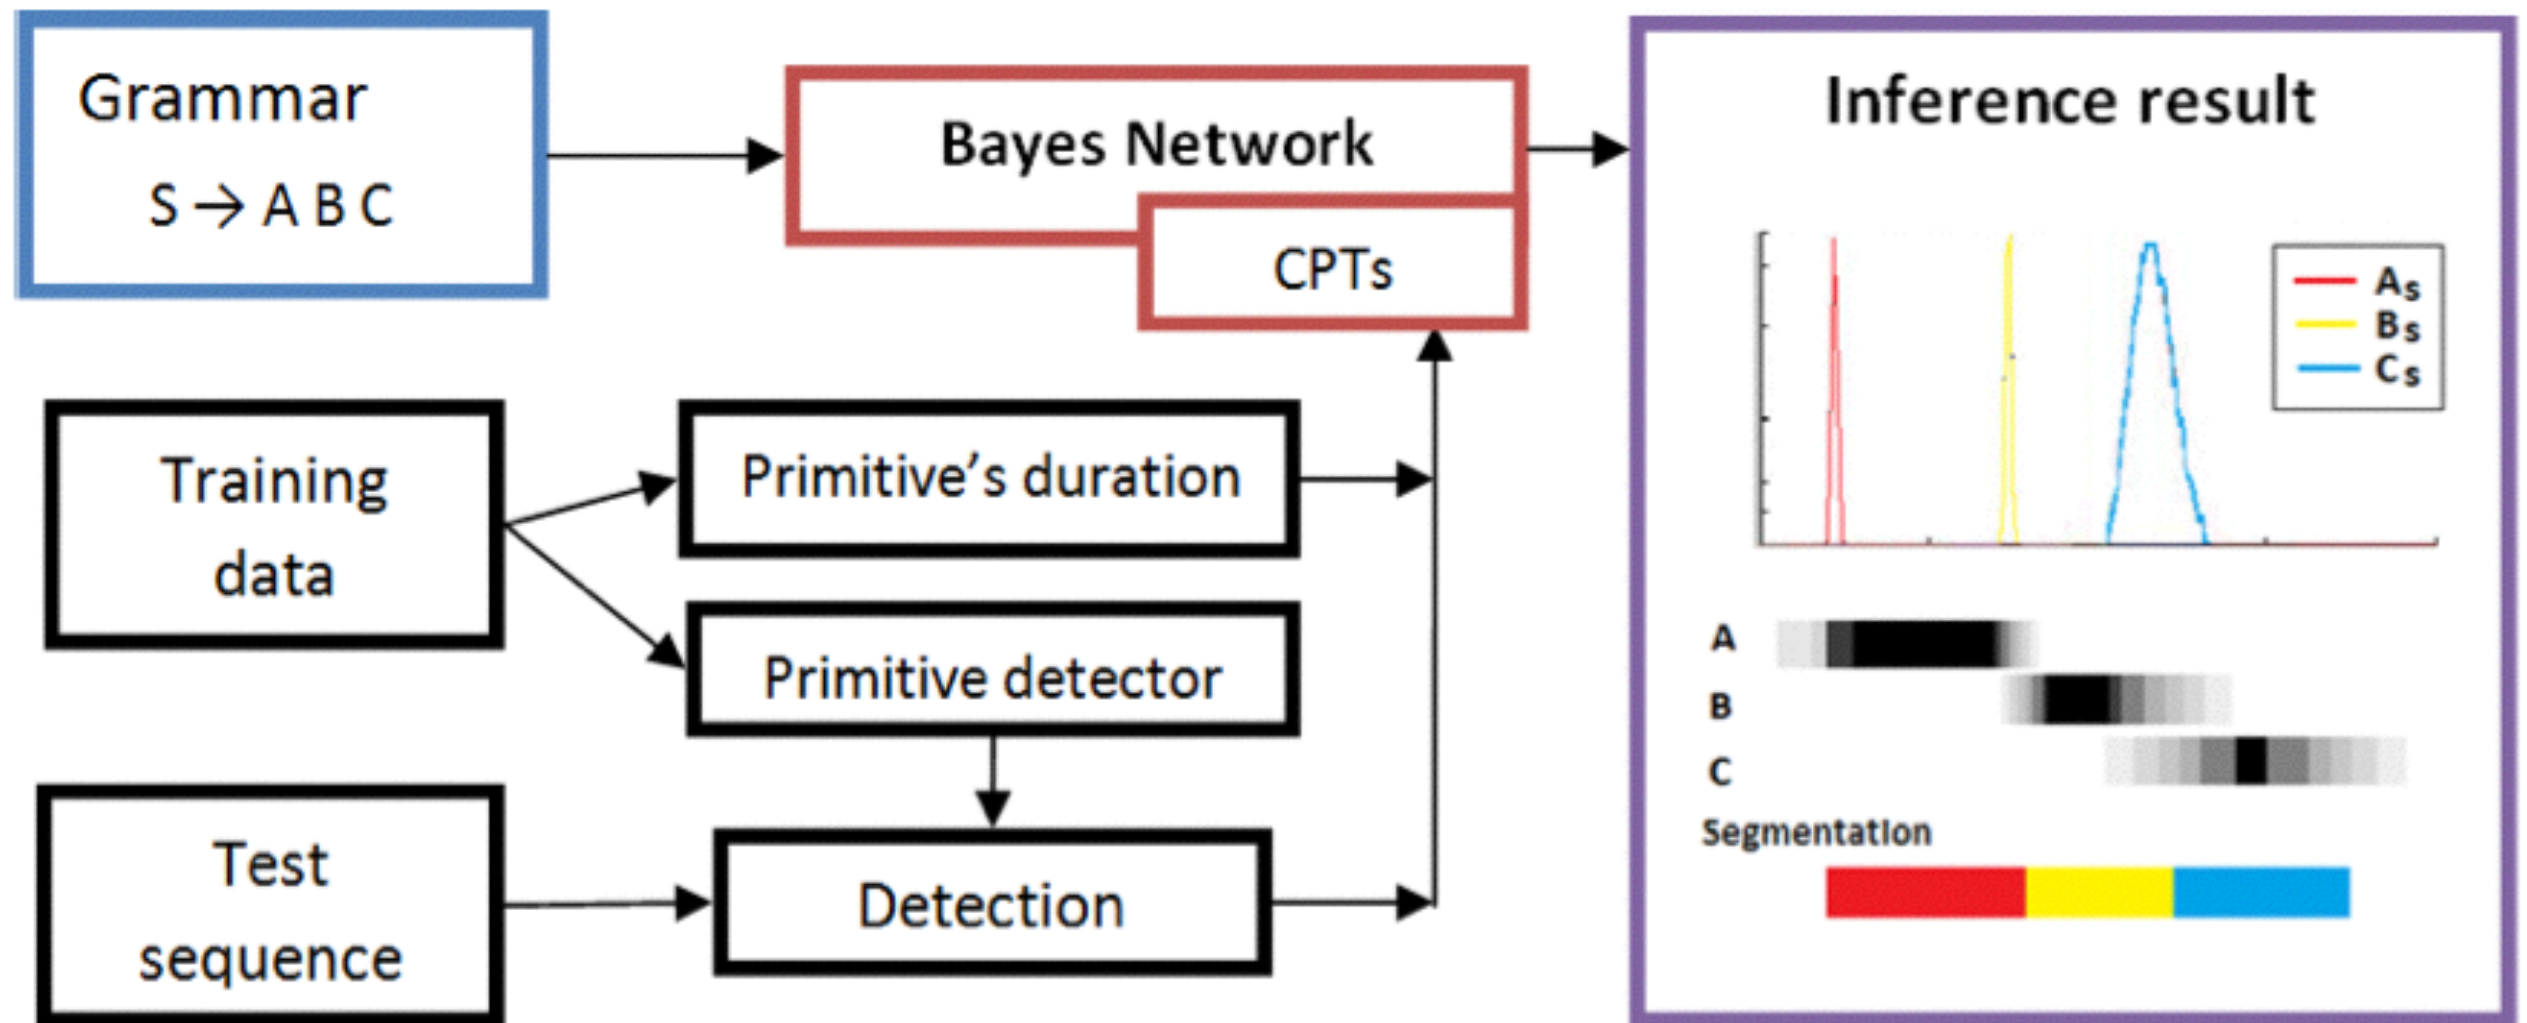 Grammar
S → A B C
Bayes Network
CPTs
Training
data
Primitive’s duration
Primitive detector
Test
sequence
Detection
Inference result
As
Bs
Cs
A
B
C
Segmentation